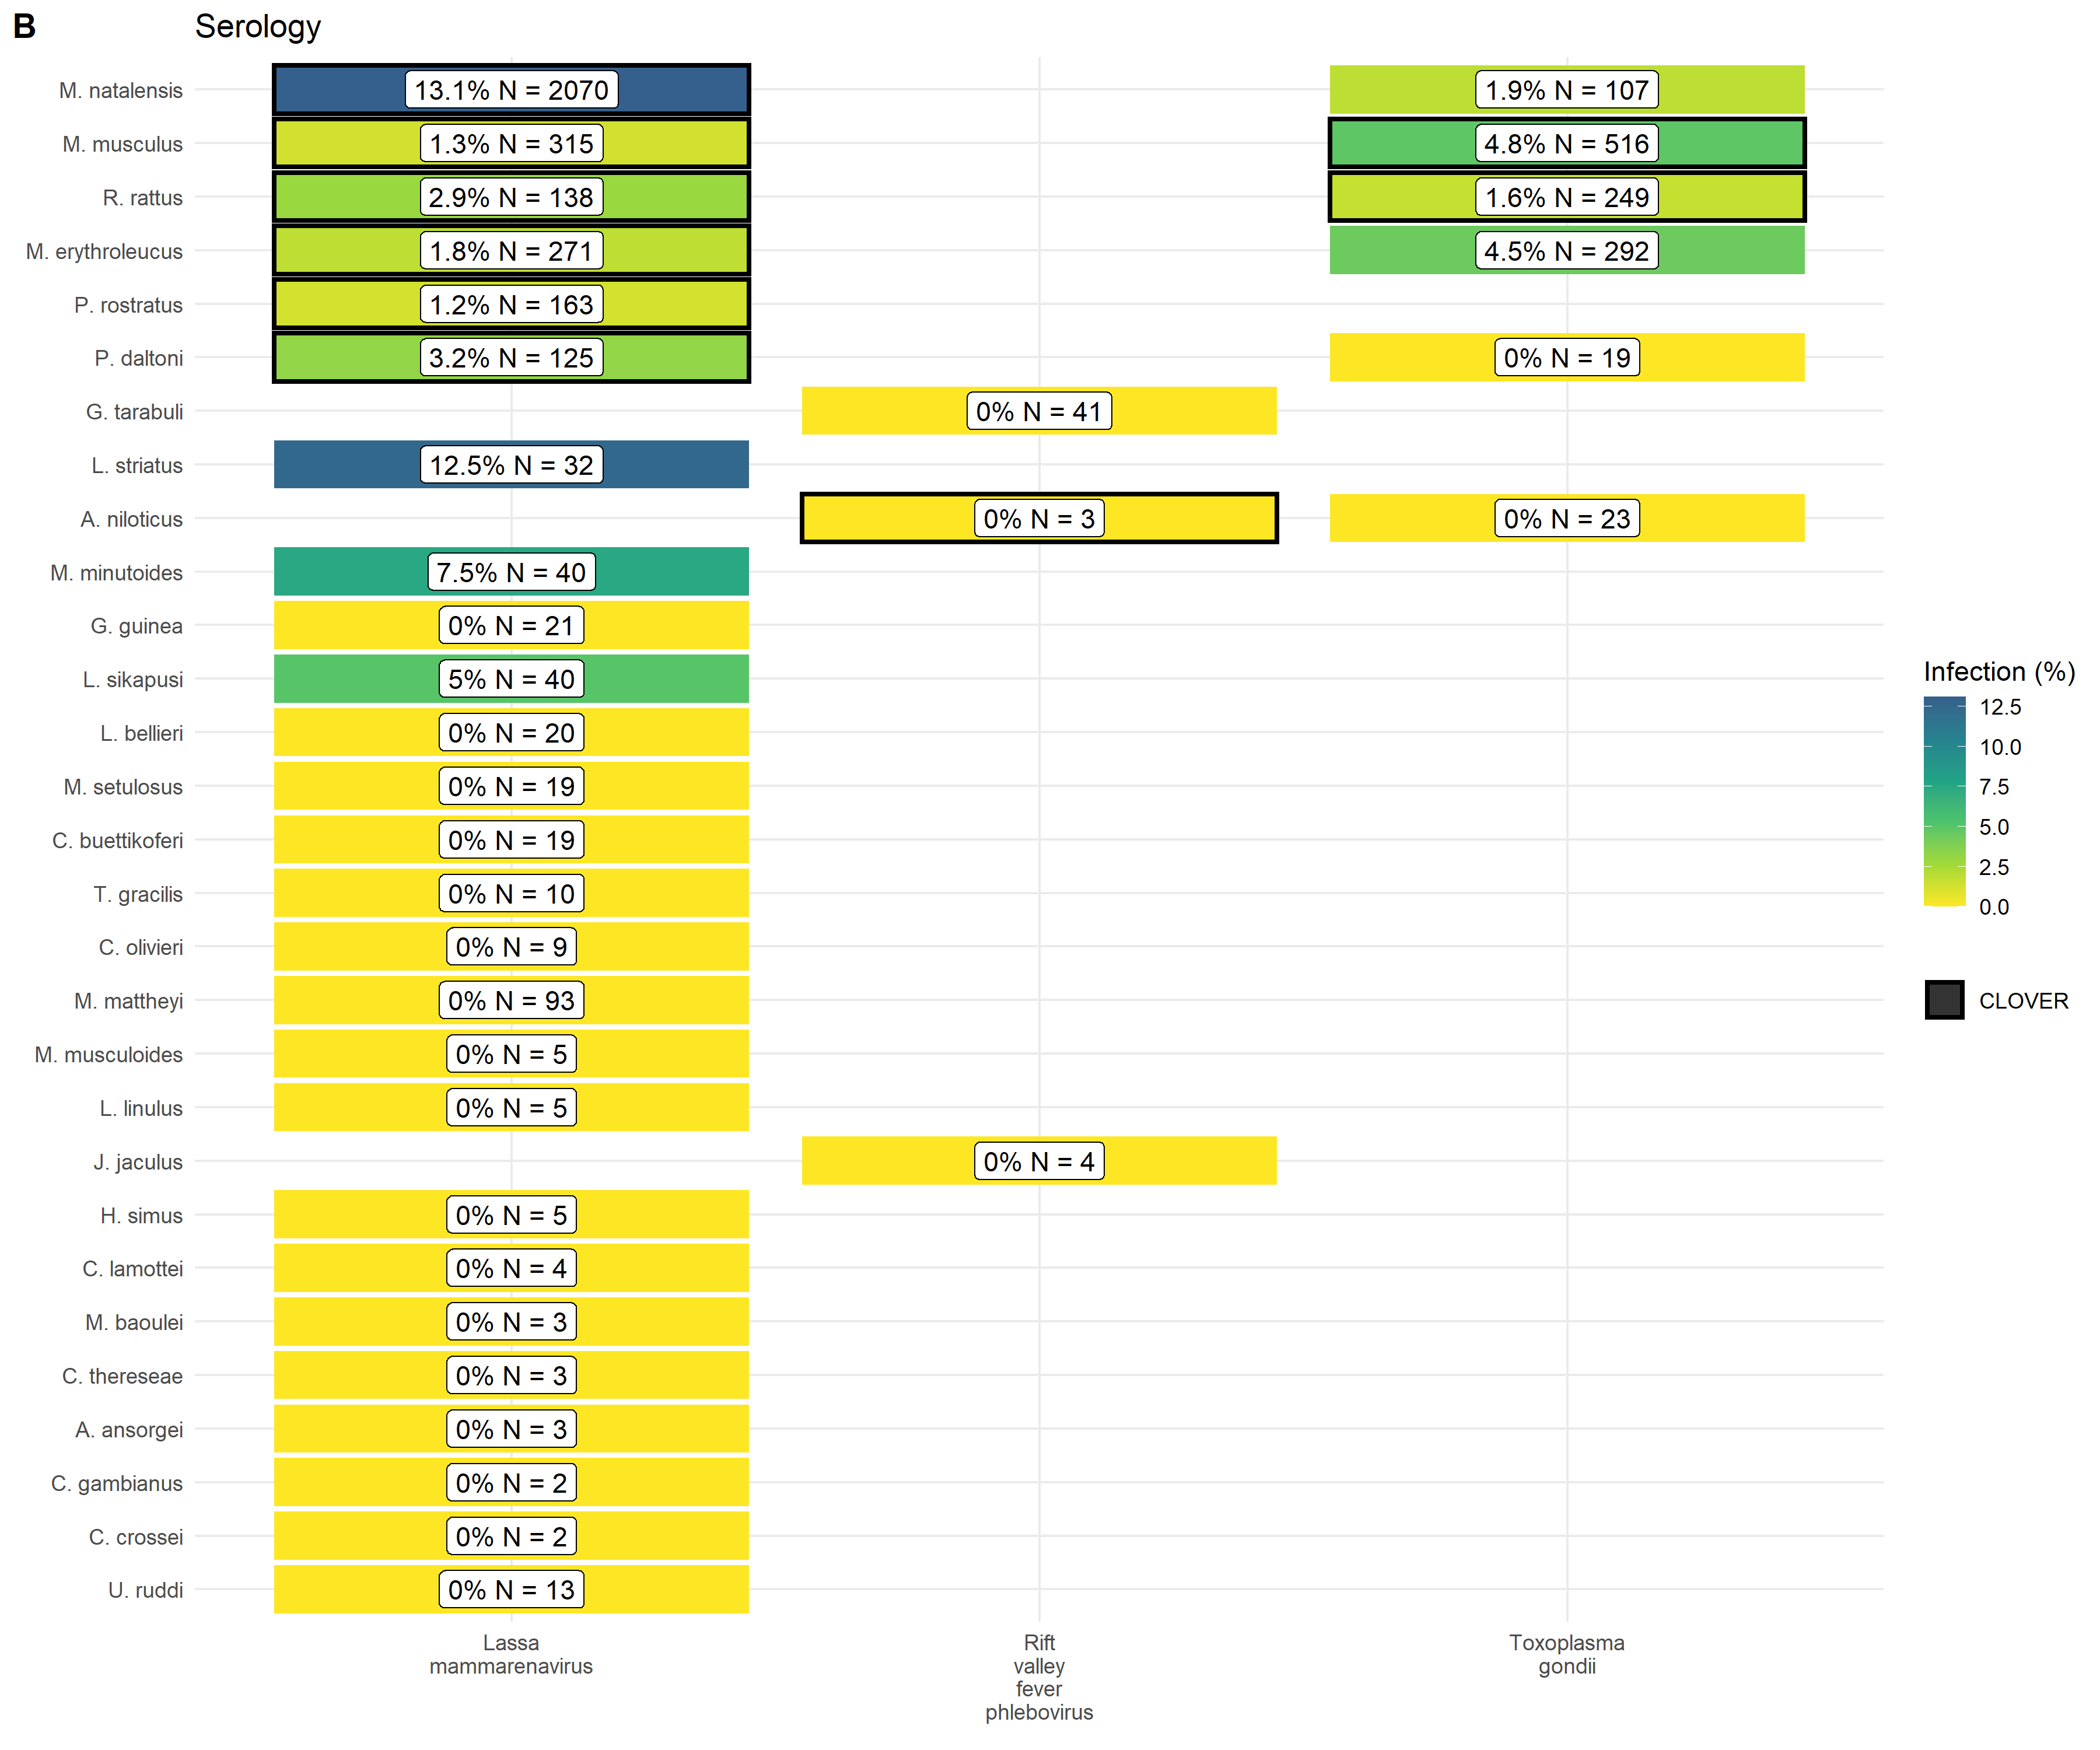 B
Serology
M. natalensis
13.1% N = 2070
1.9% N = 107
M. musculus
1.3% N = 315
4.8% N = 516
R. rattus
2.9% N = 138
1.6% N = 249
M. erythroleucus
1.8% N = 271
4.5% N = 292
P. rostratus
1.2% N = 163
P. daltoni
3.2% N = 125
0% N = 19
G. tarabuli
0% N = 41
L. striatus
12.5% N = 32
A. niloticus
0% N = 3
0% N = 23
M. minutoides
7.5% N = 40
G. guinea
0% N = 21
L. sikapusi
5% N = 40
L. bellieri
0% N = 20
M. setulosus
0% N = 19
C. buettikoferi
0% N = 19
T. gracilis
0% N = 10
C. olivieri
0% N = 9
M. mattheyi
0% N = 93
M. musculoides
0% N = 5
L. linulus
0% N = 5
J. jaculus
0% N = 4
H. simus
0% N = 5
C. lamottei
0% N = 4
M. baoulei
0% N = 3
C. thereseae
0% N = 3
A. ansorgei
0% N = 3
C. gambianus
0% N = 2
C. crossei
0% N = 2
U. ruddi
0% N = 13
Lassa
mammarenavirus
Rift
valley
fever
phlebovirus
Toxoplasma
gondii
Infection (%)
12.5
10.0
7.5
5.0
2.5
0.0
CLOVER